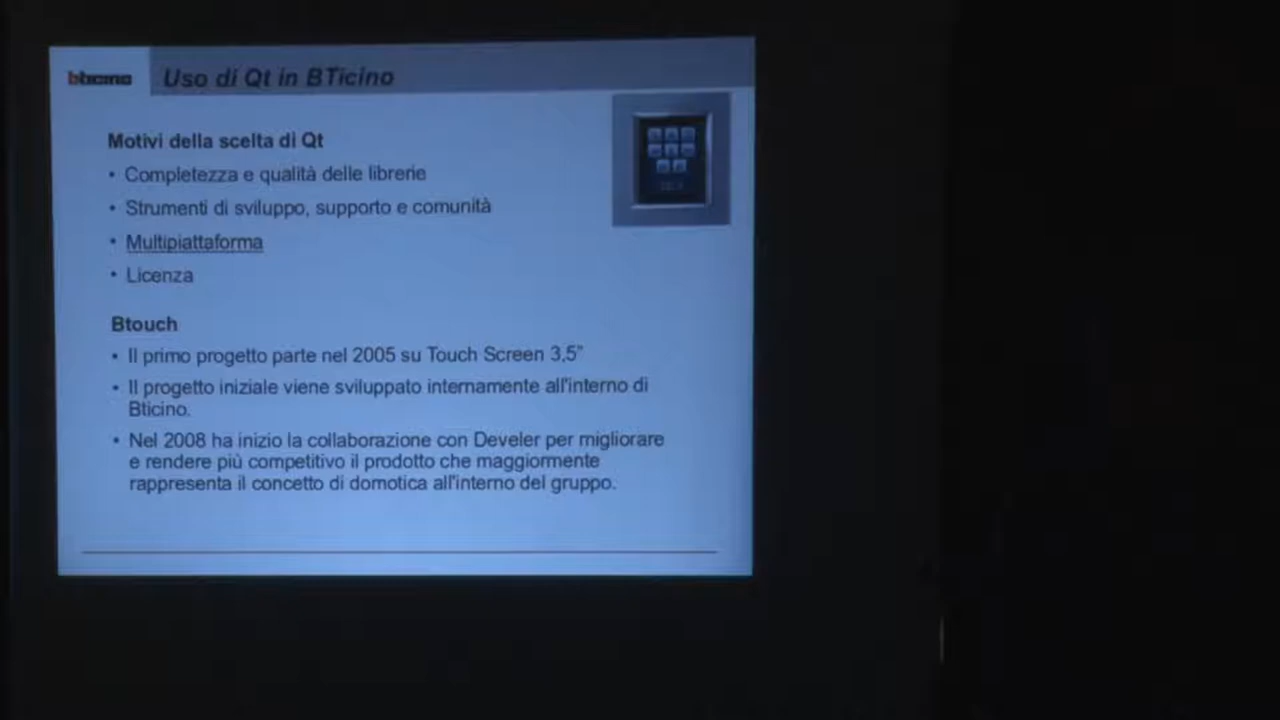 bticino
Uso di Qt in BTicino
Motivi della scelta di Qt
• Completezza e qualità delle librerie
• Strumenti di sviluppo, supporto e comunità
• Multipiattaforma
• Licenza
Btouch
• Il primo progetto parte nel 2005 su Touch Screen 3,5”
• Il progetto iniziale viene sviluppato internamente all'interno di
Bticino.
• Nel 2008 ha inizio la collaborazione con Develer per migliorare
e rendere più competitivo il prodotto che maggiormente
rappresenta il concetto di domotica all'interno del gruppo.